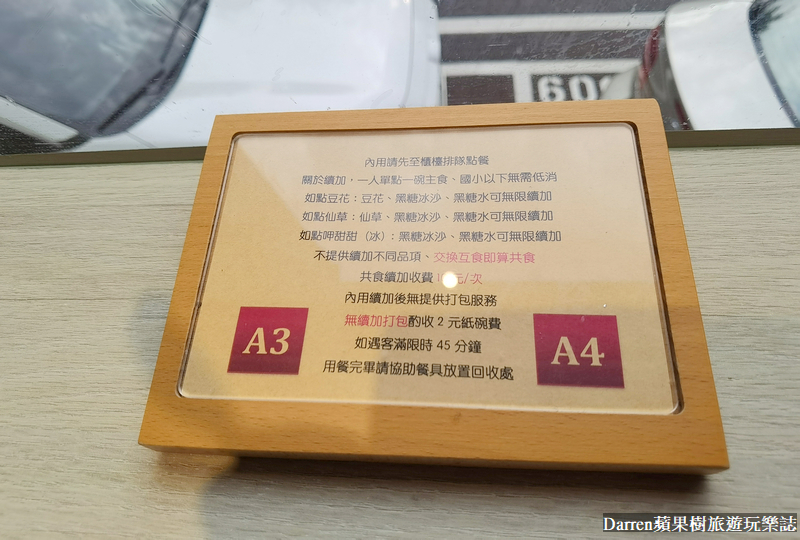 608
內用請先至櫃檯排隊點餐
關於續加,一人單點一碗主食、國小以下無需低消
如點豆花:豆花、黑糖冰沙、黑糖水可無限續加
如點仙草:仙草、黑糖冰沙、黑糖水可無限續加
如點呷甜甜(冰):黑糖冰沙、黑糖水可無限續加
不提供續加不同品項、交換互食即算共食
共食續加收費 元/次
內用續加後無提供打包服務
無續加打包酌收 2 元紙碗費
如遇客滿限時 45 分鐘
用餐完畢請協助餐具放置回收處
A3
A4
Darren蘋果樹旅遊玩樂誌